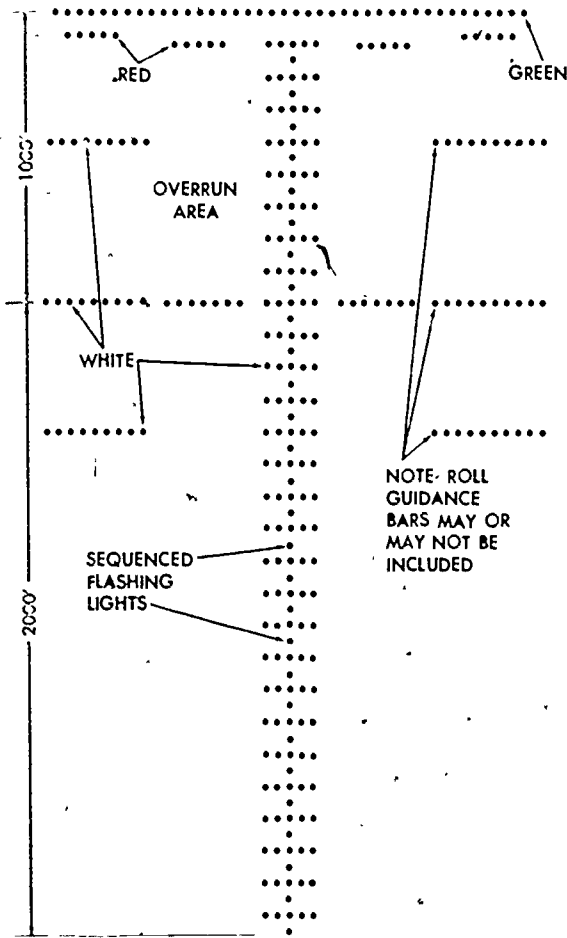 RED
GREEN
1000'
OVERRUN
AREA
WHITE
NOTE- ROLL
GUIDANCE
BARS MAY OR
MAY NOT BE
INCLUDED
SEQUENCED
FLASHING
LIGHTS
2000'